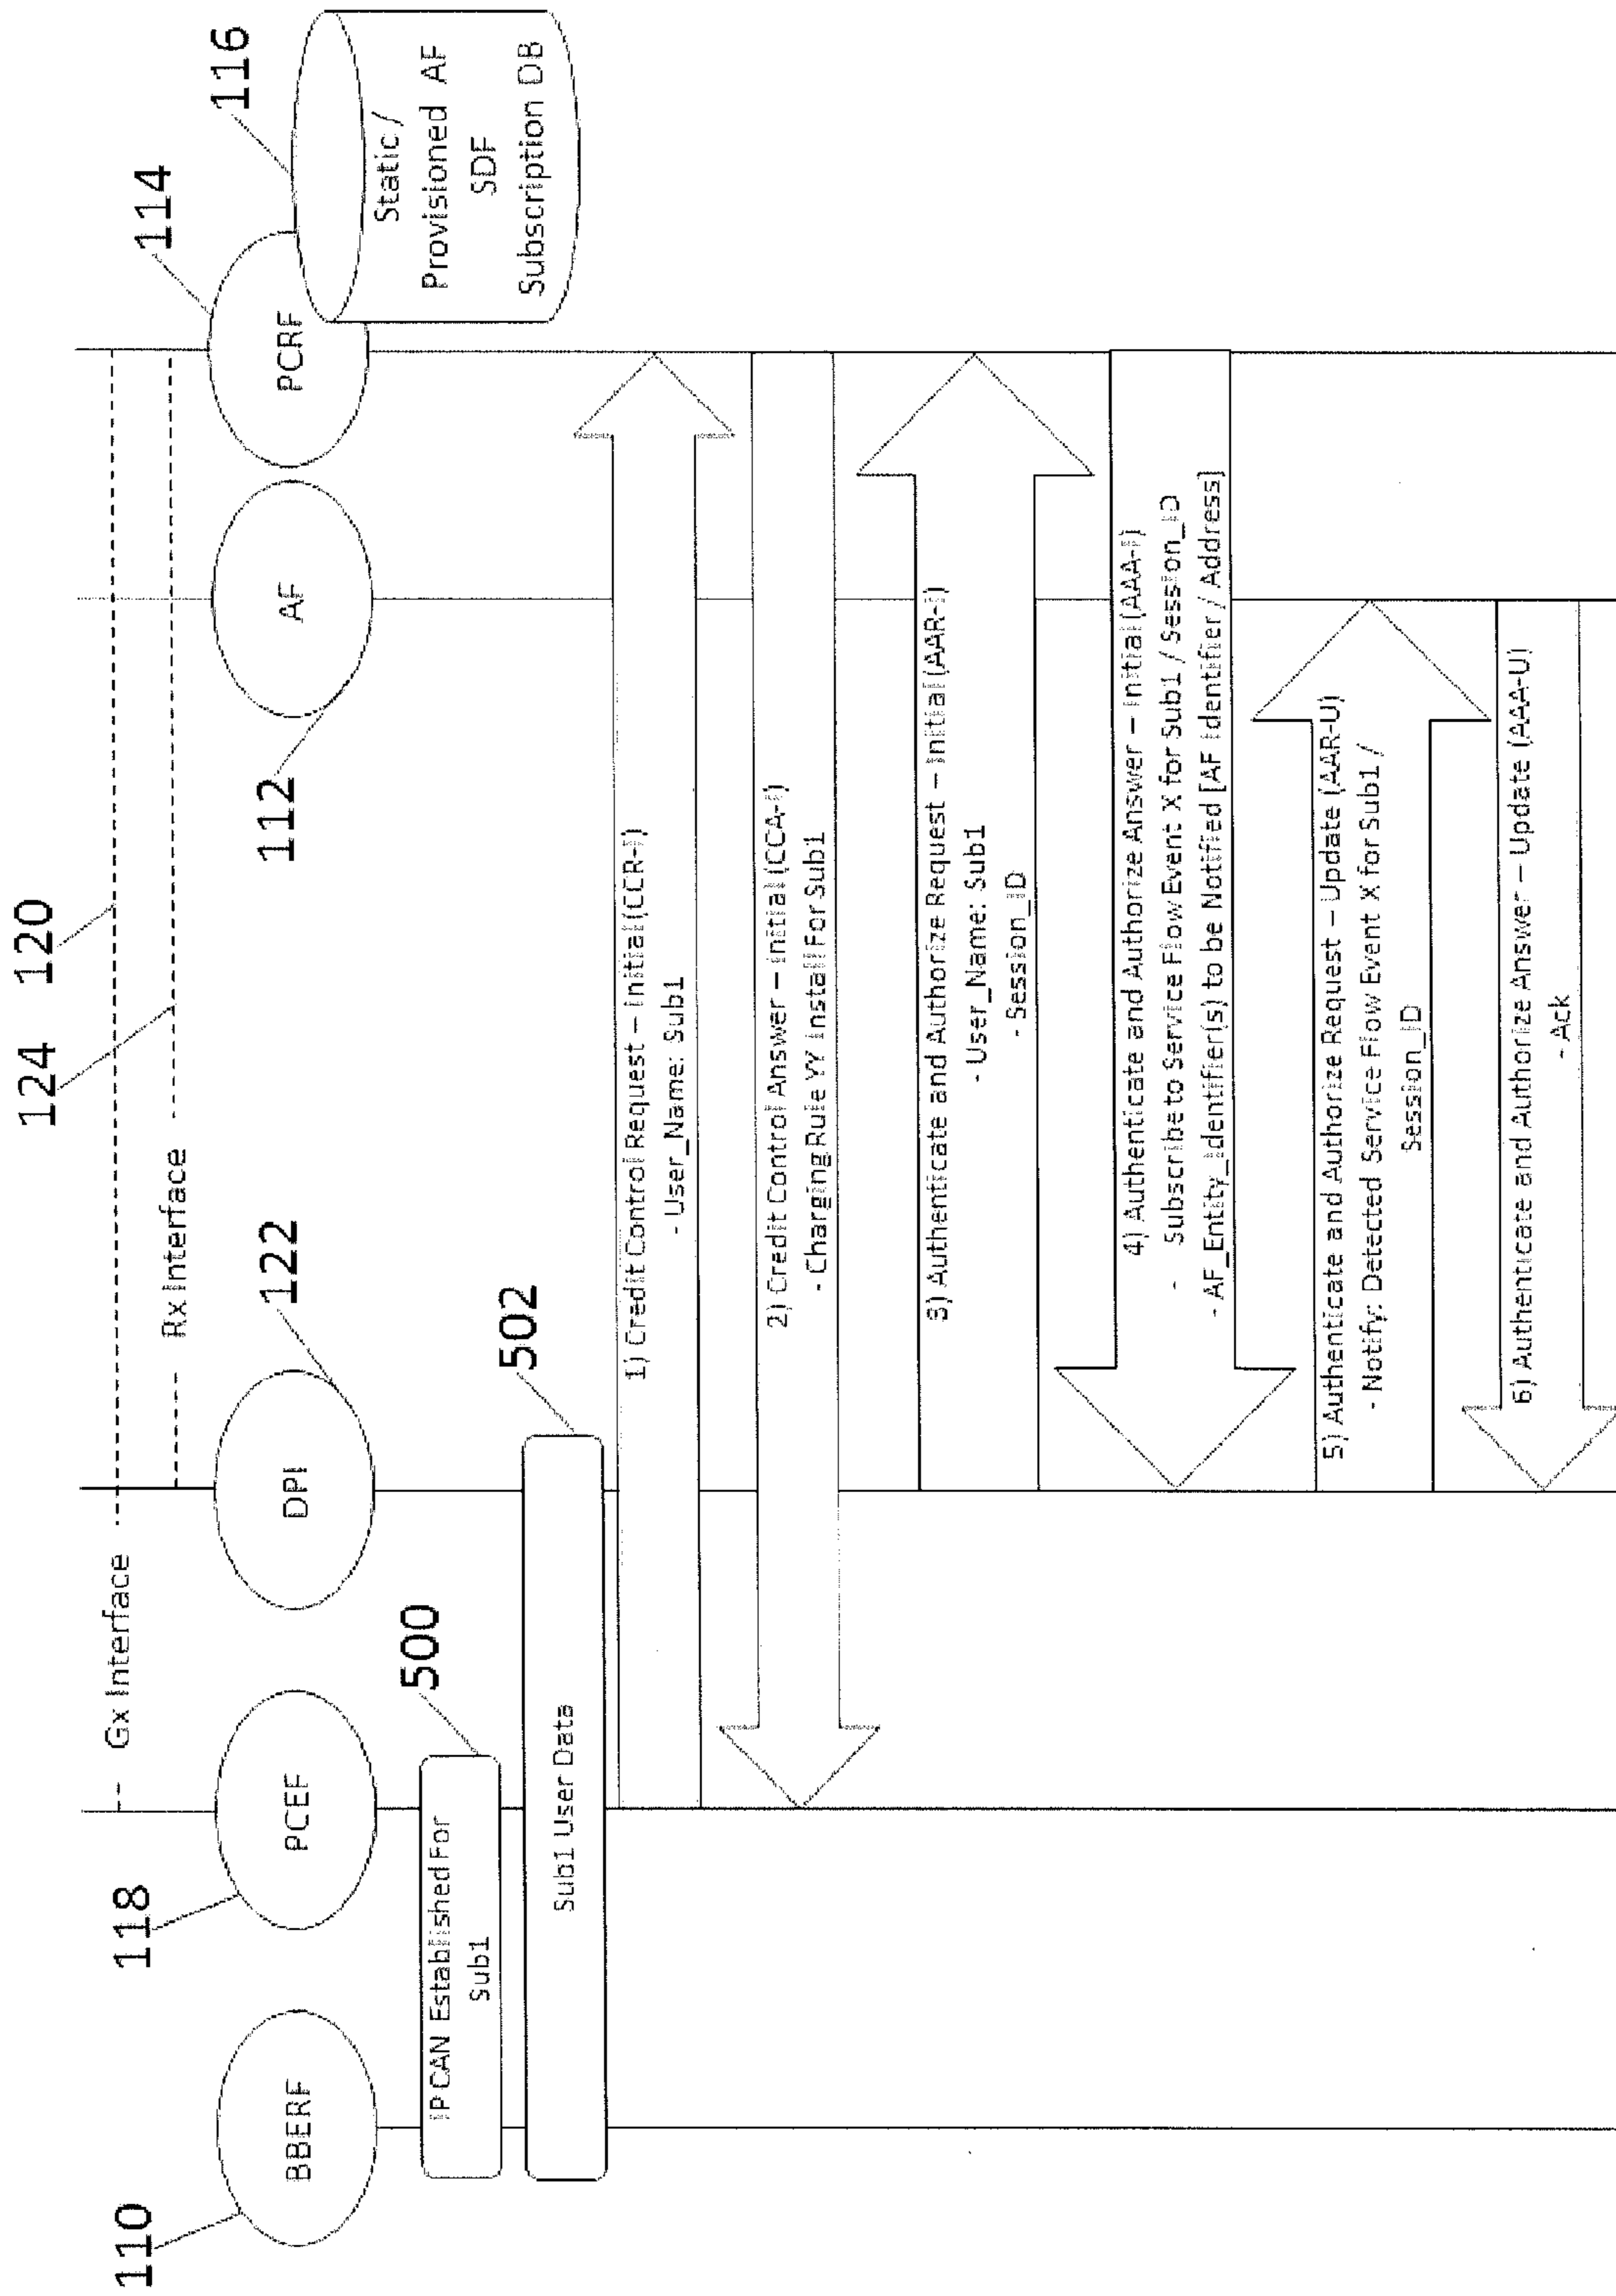 124
120
Gx Interface
Rx Interface
110
118
122
112
114
116
BBERF
PCEF
DPI
AF
PCRF
Static /
Provisioned AF
SDF
Subscription DB
IP CAN Established For
Sub1
500
Sub1 User Data
502
1) Credit Control Request – Initial (CCR-I)
- User_Name: Sub1
2) Credit Control Answer – Initial (CCA-I)
- Charging Rule YY Install For Sub1
3) Authenticate and Authorize Request – Initial (AAR-I)
- User_Name: Sub1
- Session_ID
4) Authenticate and Authorize Answer – Initial (AAA-I)
- Subscribe to Service Flow Event X for Sub1 / Session_ID
- AF_Entity_Identifier(s) to be Notified [AF Identifier / Address]
5) Authenticate and Authorize Request – Update (AAR-U)
- Notify: Detected Service Flow Event X for Sub1 /
Session_ID
6) Authenticate and Authorize Answer – Update (AAA-U)
- Ack